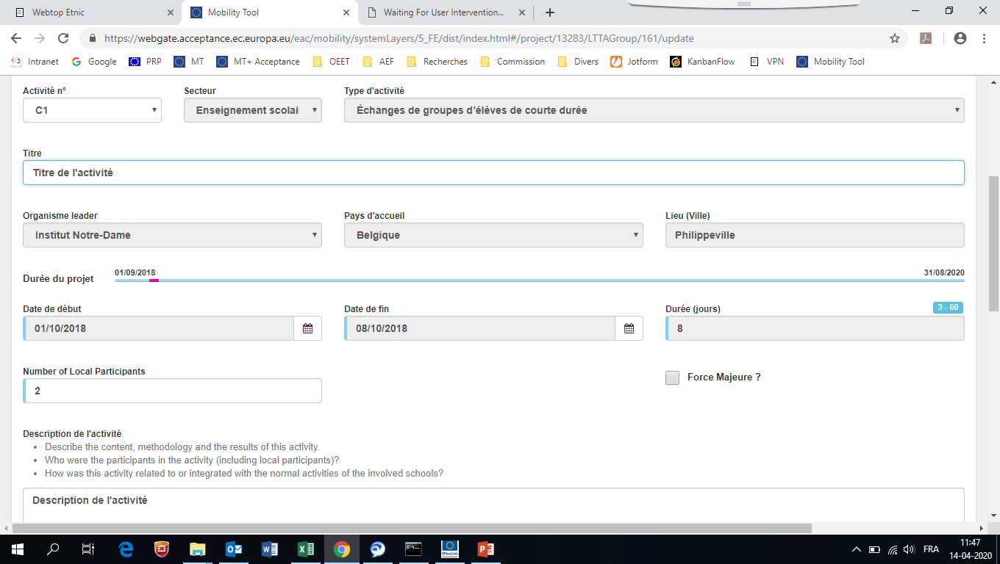 Webtop Etnic
Mobility Tool
Waiting For User Intervention...
https://webgate.acceptance.ec.europa.eu/eac/mobility/systemLayers/5_FE/dist/index.html#/project/13283/LTTAGroup/161/update
Intranet Google PRP MT MT+ Acceptance OEET AEF Recherches Commission Divers Jotform KanbanFlow VPN Mobility Tool
Activité n° Secteur Type d'activité
C1 Enseignement scolai Échanges de groupes d’élèves de courte durée
Titre
Titre de l'activité
Organisme leader Pays d'accueil Lieu (Ville)
Institut Notre-Dame Belgique Philippeville
01/09/2018 31/08/2020
Durée du projet
Date de début Date de fin Durée (jours) 3 - 60
01/10/2018 08/10/2018 8
Number of Local Participants
2 Force Majeure ?
Description de l'activité
• Describe the content, methodology and the results of this activity.
• Who were the participants in the activity (including local participants)?
• How was this activity related to or integrated with the normal activities of the involved schools?
Description de l'activité
FRA 11:47
14-04-2020